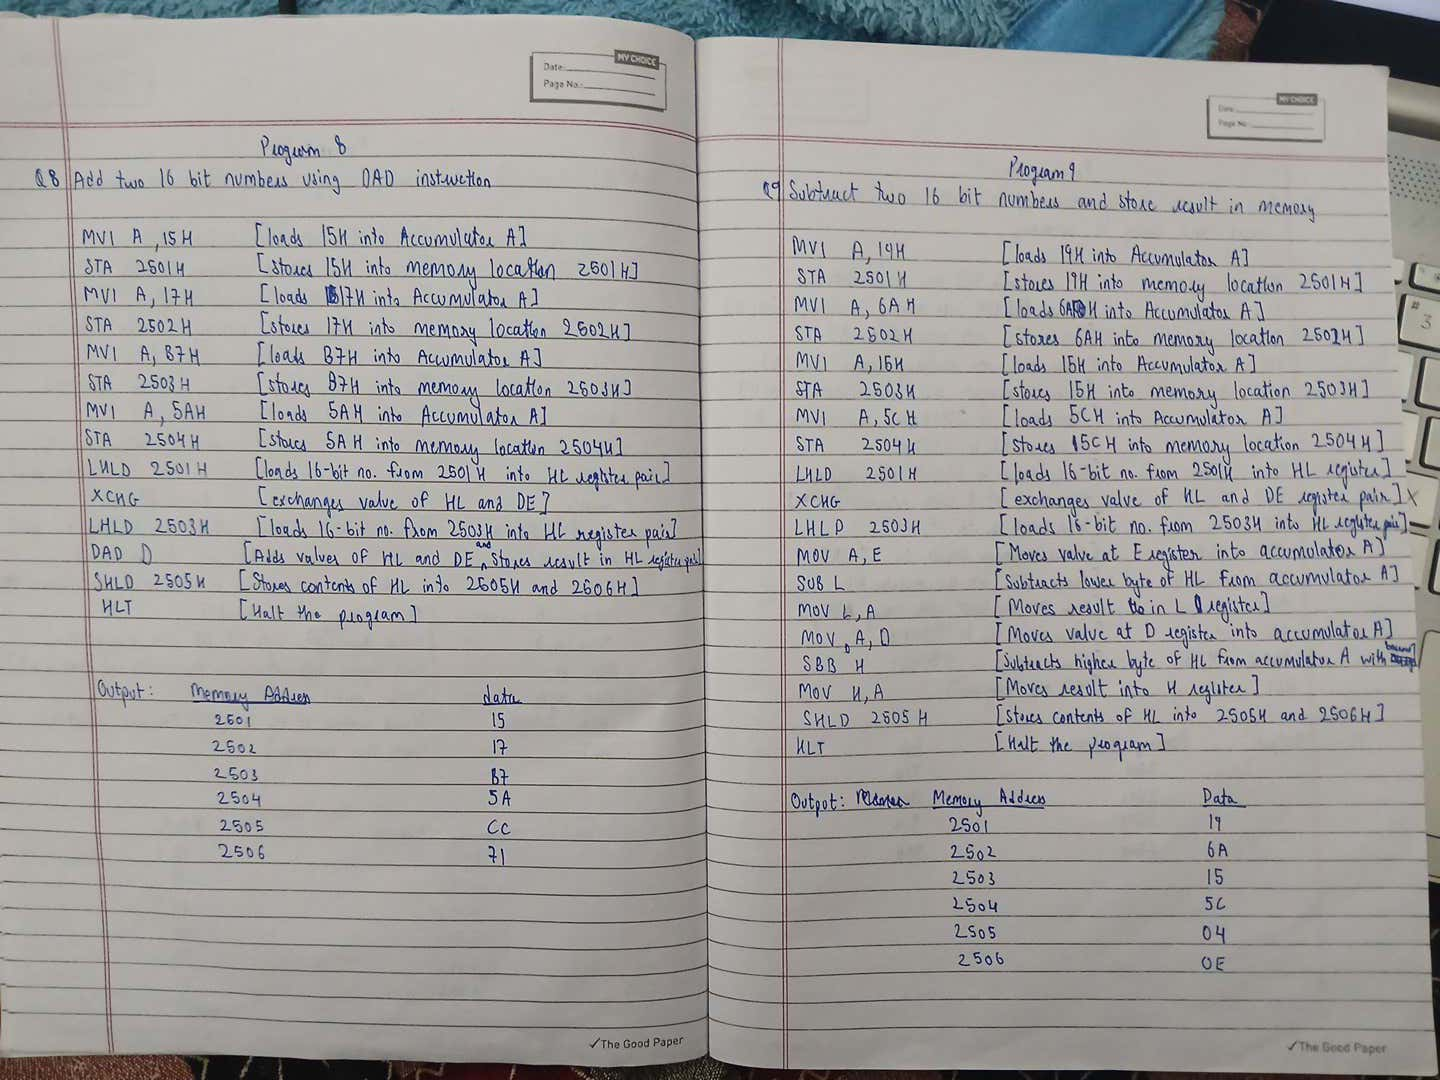 MY CHOICE
Date:
Page No.:
Program 8
Q8 Add two 16 bit numbers using DAD instruction
MVI A, 15H [loads 15H into Accumulator A]
STA 2501H [stores 15H into memory location 2501H]
MVI A, 17H [loads 17H into Accumulator A]
STA 2502H [stores 17H into memory location 2502H]
MVI A, B7H [loads B7H into Accumulator A]
STA 2503H [stores B7H into memory location 2503H]
MVI A, 5AH [loads 5AH into Accumulator A]
STA 2504H [stores 5AH into memory location 2504H]
LHLD 2501H [loads 16-bit no. from 2501H into HL register pair]
XCHG [exchanges value of HL and DE]
LHLD 2503H [loads 16-bit no. from 2503H into HL register pair]
DAD D [Adds values of HL and DE and stores result in HL register pair]
SHLD 2505H [Stores contents of HL into 2505H and 2506H]
HLT [Halt the program]
Output: Memory Address data
2501 15
2502 17
2503 B7
2504 5A
2505 CC
2506 71
✓The Good Paper
MY CHOICE
Date:
Page No.:
Program 9
Q9 Subtract two 16 bit numbers and store result in memory
MVI A, 19H [loads 19H into Accumulator A]
STA 2501H [stores 19H into memory location 2501H]
MVI A, 6AH [loads 6AH into Accumulator A]
STA 2502H [stores 6AH into memory location 2502H]
MVI A, 15H [loads 15H into Accumulator A]
STA 2503H [stores 15H into memory location 2503H]
MVI A, 5CH [loads 5CH into Accumulator A]
STA 2504H [stores 5CH into memory location 2504H]
LHLD 2501H [loads 16-bit no. from 2501H into HL register]
XCHG [exchanges value of HL and DE register pair]
LHLD 2503H [loads 16-bit no. from 2503H into HL register pair]
MOV A, E [Moves value at E register into accumulator A]
SUB L [Subtracts lower byte of HL from accumulator A]
MOV L, A [Moves result in L register]
MOV A, D [Moves value at D register into accumulator A]
SBB H [Subtracts higher byte of HL from accumulator A with
MOV H, A [Moves result into H register]
SHLD 2505H [stores contents of HL into 2505H and 2506H]
HLT [Halt the program]
Output: Memory Address Data
2501 19
2502 6A
2503 15
2504 5C
2505 04
2506 0E
✓The Good Paper
#
3